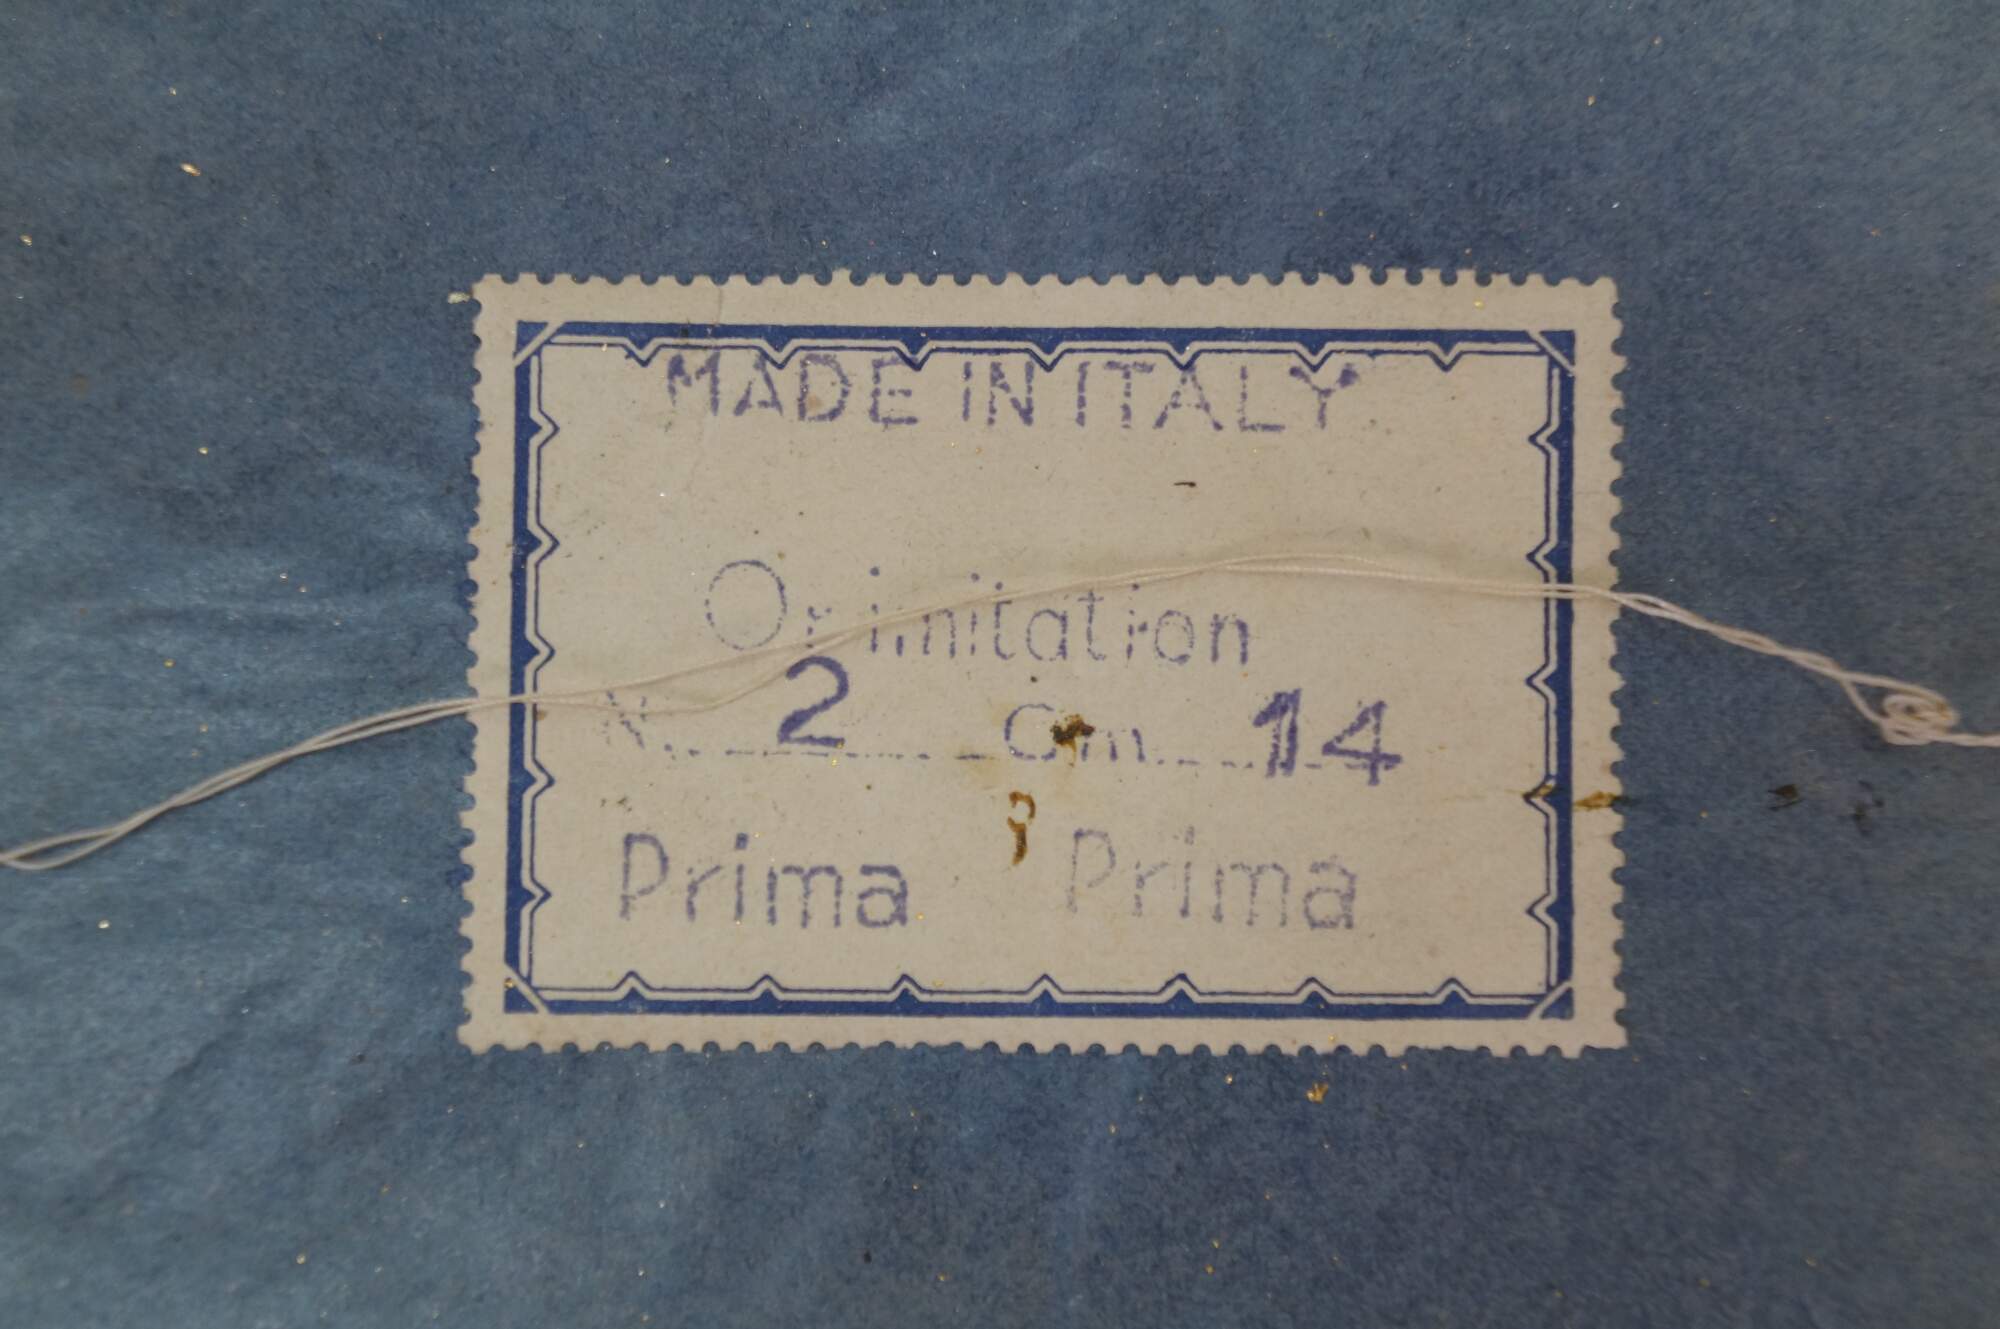 MADE IN ITALY
Or imitation
N. 2 Cm 14
Prima Prima